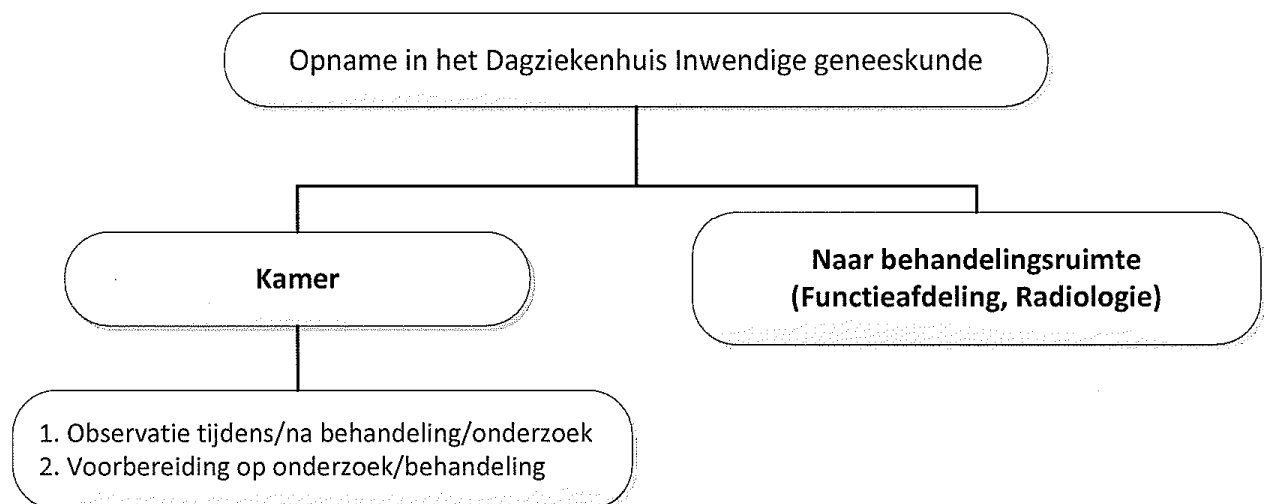 Opname in het Dagziekenhuis Inwendige geneeskunde
Kamer
Naar behandelingsruimte
(Functieafdeling, Radiologie)
1. Observatie tijdens/na behandeling/onderzoek
2. Voorbereiding op onderzoek/behandeling